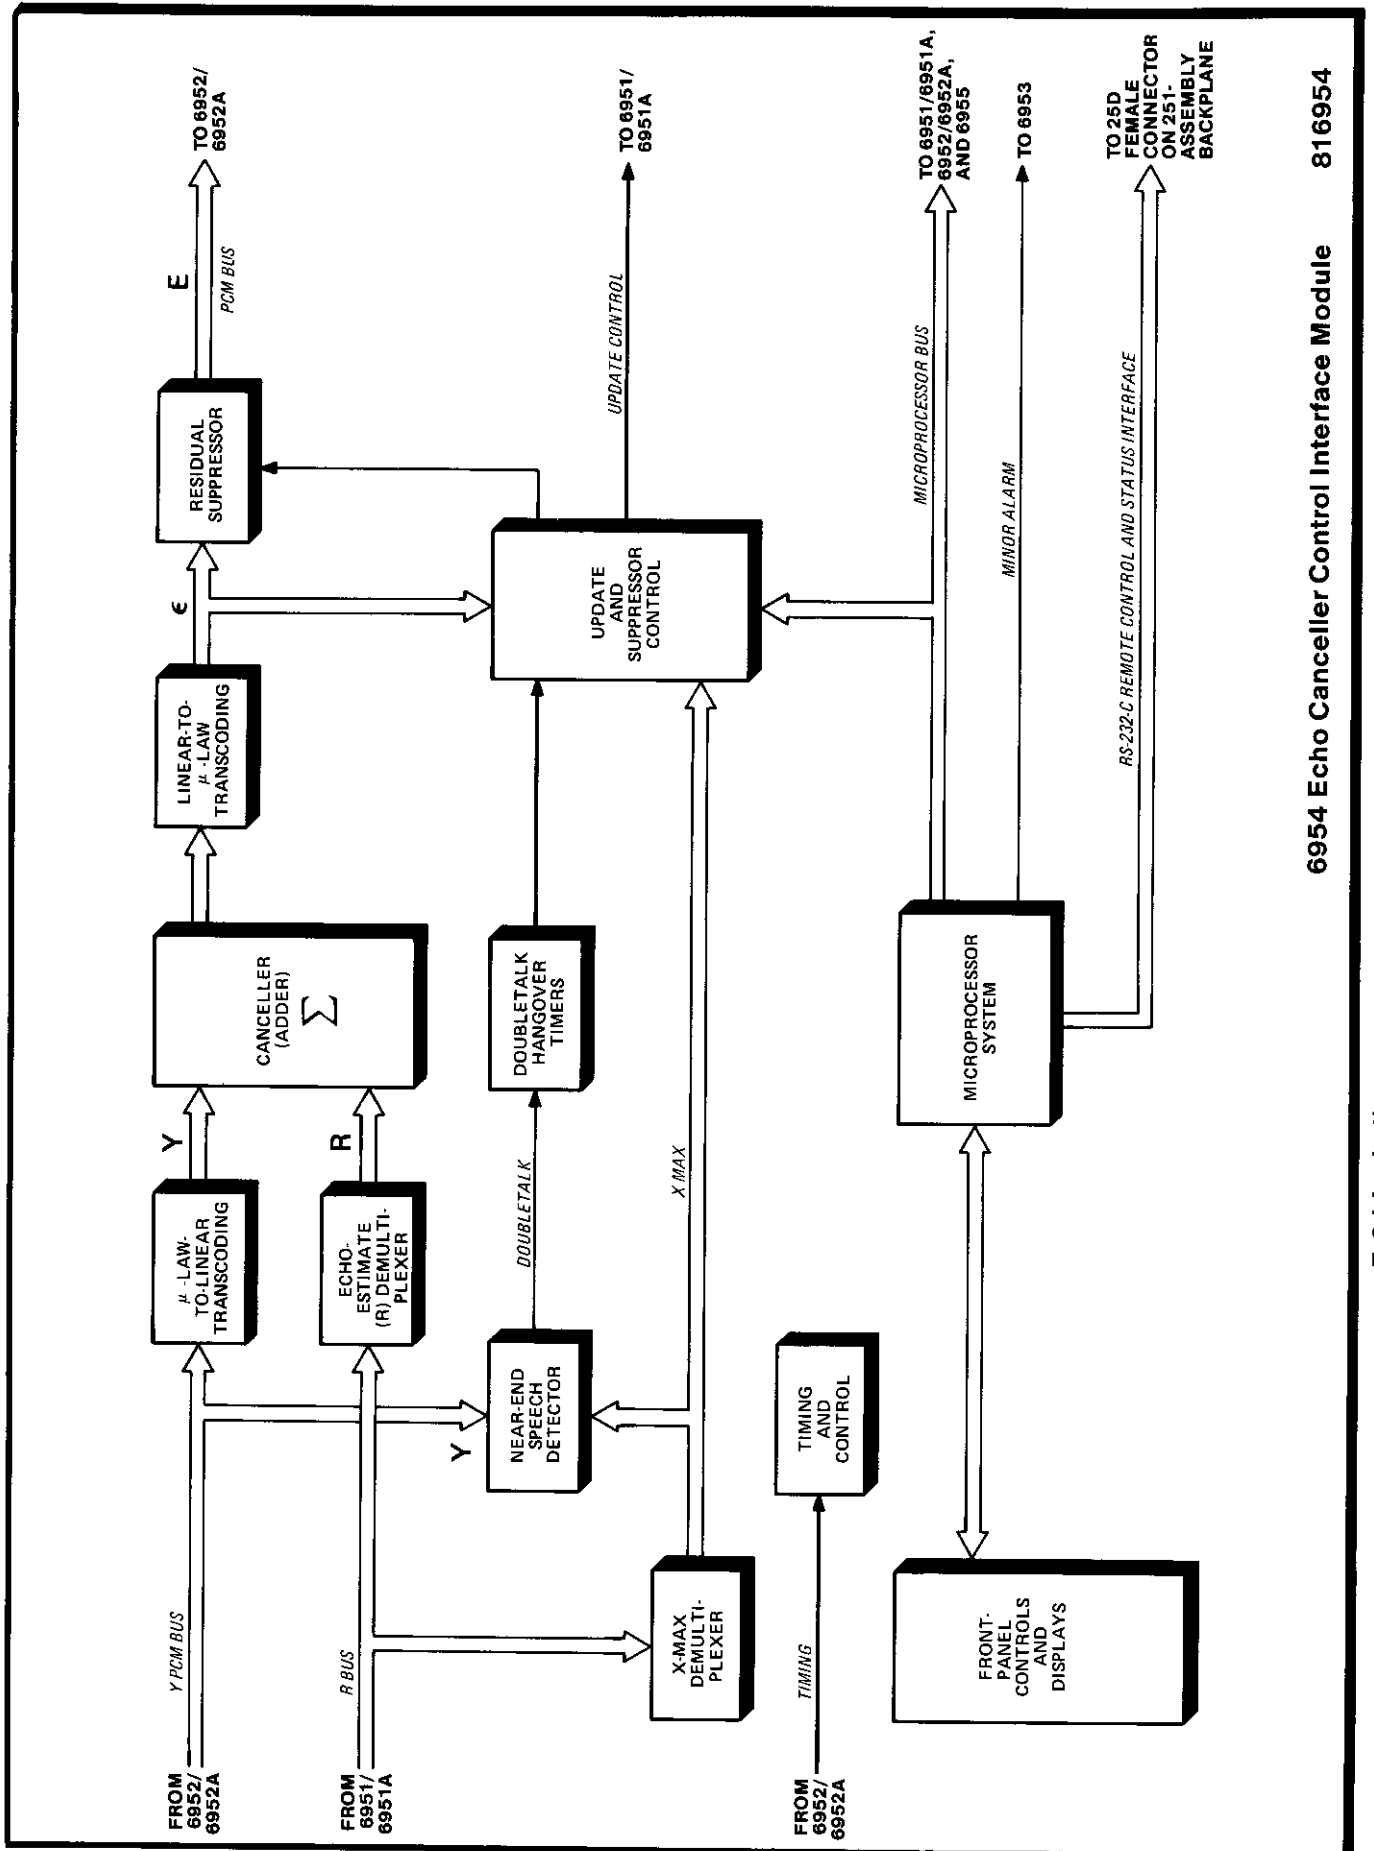 FROM
6952/
6952A
Y PCM BUS
μ -LAW-
TO-LINEAR
TRANSCODING
Y
CANCELLER
(ADDER)
Σ
LINEAR-TO-
μ -LAW
TRANSCODING
ϵ
RESIDUAL
SUPPRESSOR
E
PCM BUS
TO 6952/
6952A
FROM
6951/
6951A
R BUS
ECHO-
ESTIMATE
(R) DEMULTI-
PLEXER
R
Y
NEAR-END
SPEECH
DETECTOR
DOUBLETALK
DOUBLETALK
HANGOVER
TIMERS
UPDATE
AND
SUPPRESSOR
CONTROL
UPDATE CONTROL
TO 6951/
6951A
X-MAX
DEMULTI-
PLEXER
X MAX
FROM
6952/
6952A
TIMING
TIMING
AND
CONTROL
FRONT-
PANEL
CONTROLS
AND
DISPLAYS
MICROPROCESSOR
SYSTEM
MICROPROCESSOR BUS
TO 6951/6951A,
6952/6952A,
AND 6955
MINOR ALARM
TO 6953
RS-232-C REMOTE CONTROL AND STATUS INTERFACE
TO 25D
FEMALE
CONNECTOR
ON 251-
ASSEMBLY
BACKPLANE
6954 Echo Canceller Control Interface Module 816954